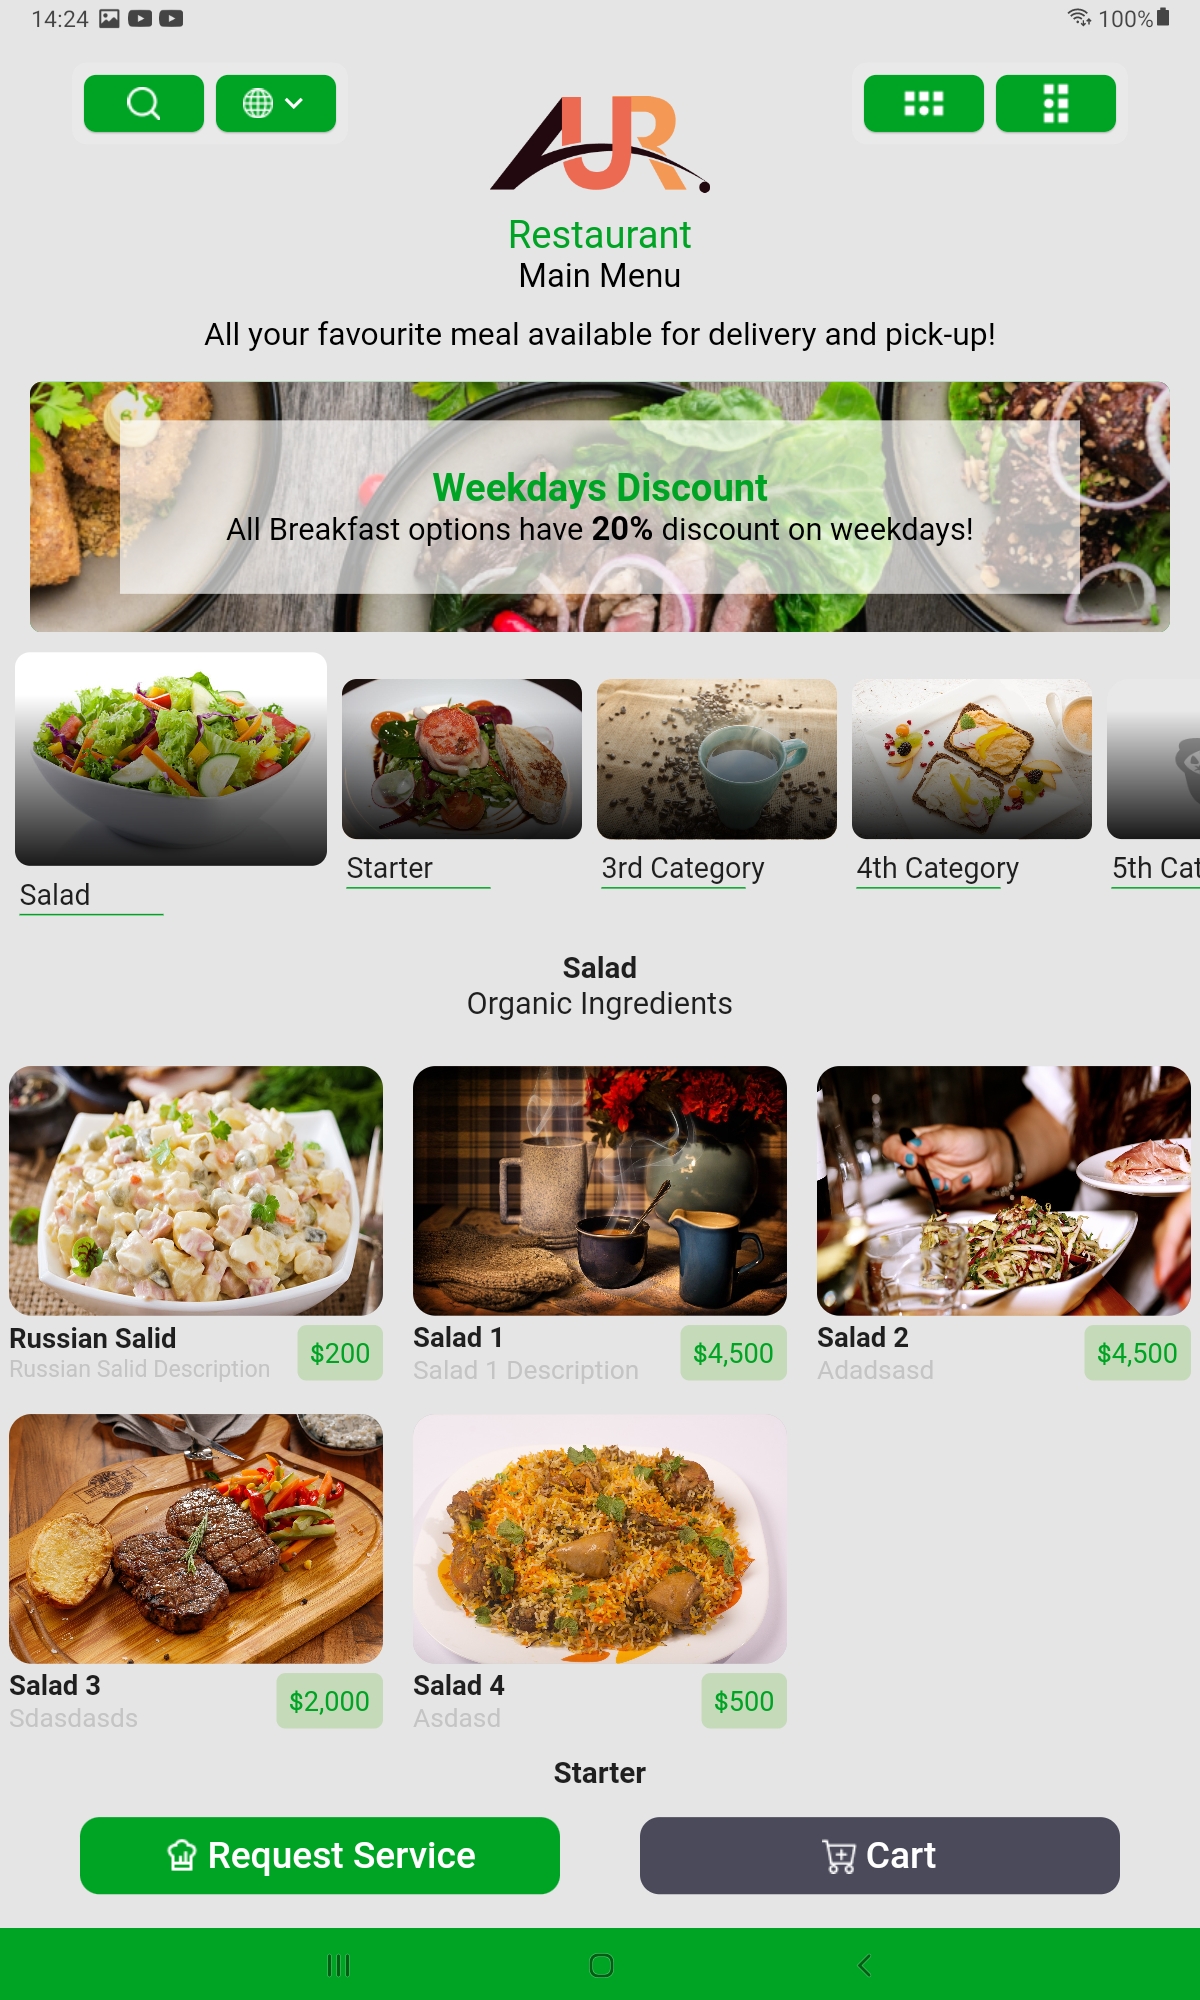 14:24
100%
AUR
Restaurant
Main Menu
All your favourite meal available for delivery and pick-up!
Weekdays Discount
All Breakfast options have 20% discount on weekdays!
Salad
Starter
3rd Category
4th Category
5th Cat
Salad
Organic Ingredients
Russian Salid
Russian Salid Description
$200
Salad 1
Salad 1 Description
$4,500
Salad 2
Adadsasd
$4,500
Salad 3
Sdasdasds
$2,000
Salad 4
Asdasd
$500
Starter
Request Service
Cart